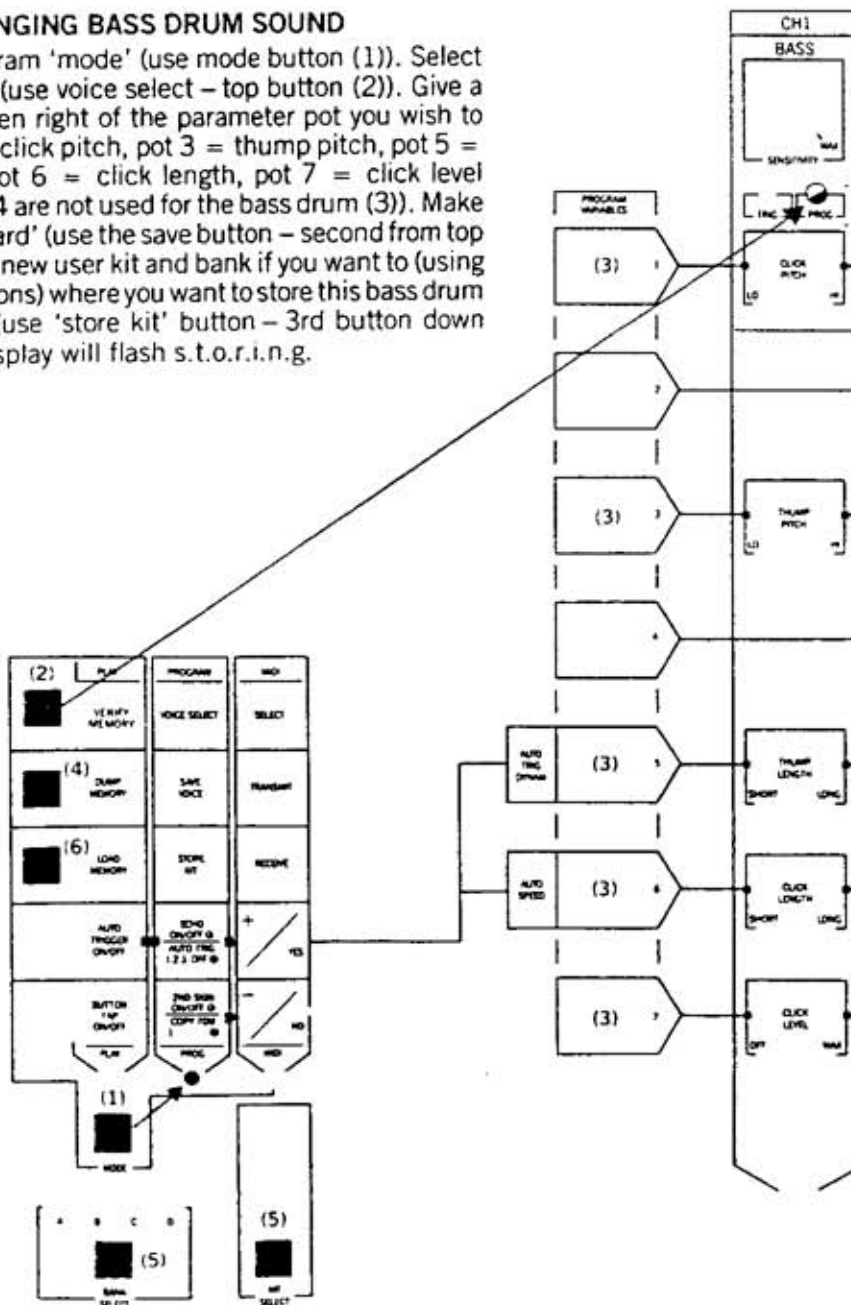 NGING BASS DRUM SOUND
ram 'mode' (use mode button (1)). Select
(use voice select – top button (2)). Give a
en right of the parameter pot you wish to
click pitch, pot 3 = thump pitch, pot 5 =
ot 6 = click length, pot 7 = click level
4 are not used for the bass drum (3)). Make
ard' (use the save button – second from top
new user kit and bank if you want to (using
ons) where you want to store this bass drum
(use 'store kit' button – 3rd button down
splay will flash s.t.o.r.i.n.g.
CH1
BASS
MAX
SENSITIVITY
TRIG
PROG
PROGRAM
VARIABLES
(3) 1
CLICK
PITCH
LO HI
2
(3) 3
THUMP
PITCH
LO HI
4
AUTO
TRIG
DYNAM
(3) 5
THUMP
LENGTH
SHORT LONG
AUTO
SPEED
(3) 6
CLICK
LENGTH
SHORT LONG
(3) 7
CLICK
LEVEL
OFF MAX
PLAY PROGRAM MIDI
(2)
VERIFY
MEMORY
VOICE SELECT
SELECT
(4)
DUMP
MEMORY
SAVE
VOICE
TRANSMIT
(6)
LOAD
MEMORY
STORE
KIT
RECEIVE
AUTO
TRIGGER
ON/OFF
ECHO
ON/OFF
AUTO TRIG
1 2 3 OFF
+
YES
BUTTON
TAP
ON/OFF
2ND SKIN
ON/OFF
COPY TOM
1
–
NO
PLAY PROG MIDI
(1)
MODE
A B C D
(5)
BANK
SELECT
(5)
KIT
SELECT